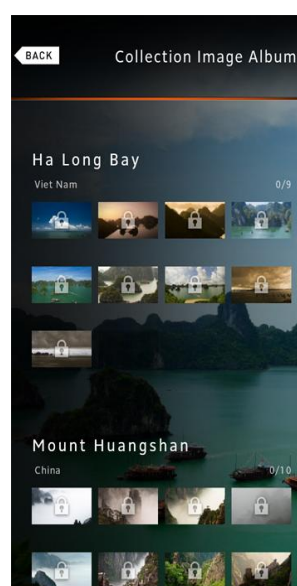 BACK
Collection Image Album
Ha Long Bay
Viet Nam
0/9
Mount Huangshan
China
0/10